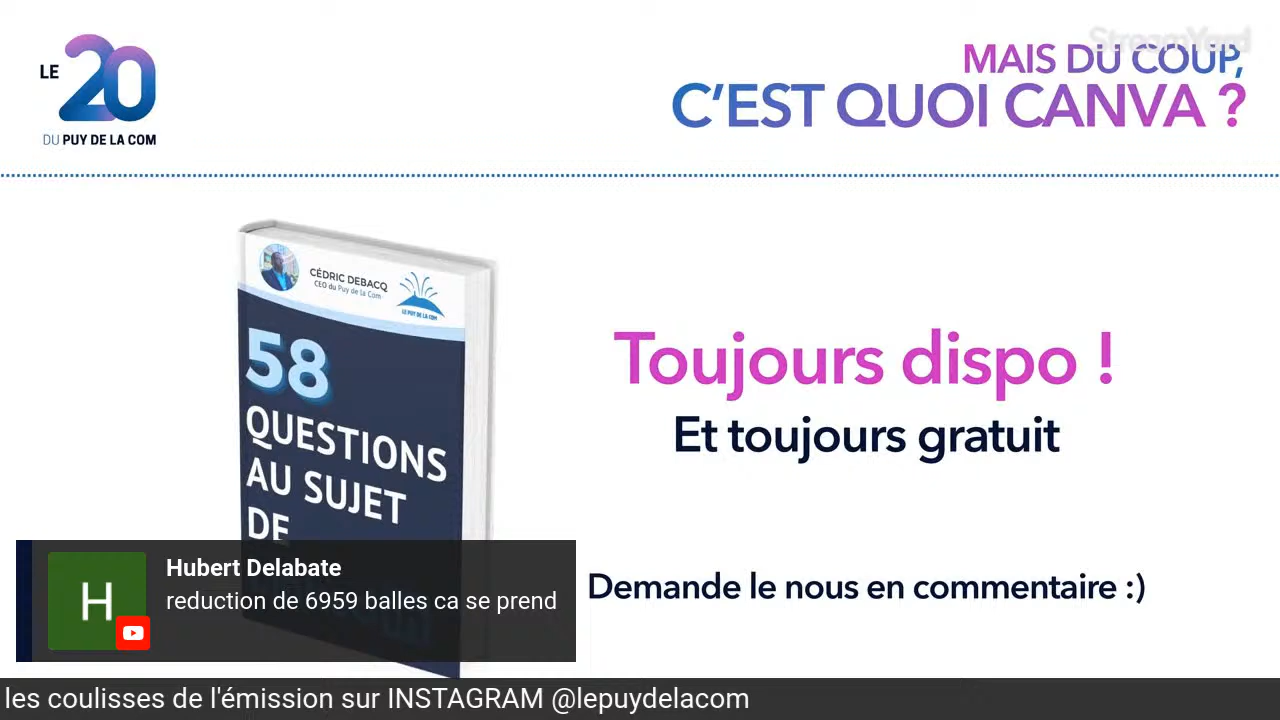 LE 20
DU PUY DE LA COM
StreamYard
MAIS DU COUP,
C’EST QUOI CANVA ?
CÉDRIC DEBACQ
CEO du Puy de la Com
LE PUY DE LA COM
58
QUESTIONS
AU SUJET
DE
Toujours dispo !
Et toujours gratuit
Demande le nous en commentaire :)
H
Hubert Delabate
reduction de 6959 balles ca se prend
les coulisses de l'émission sur INSTAGRAM @lepuydelacom